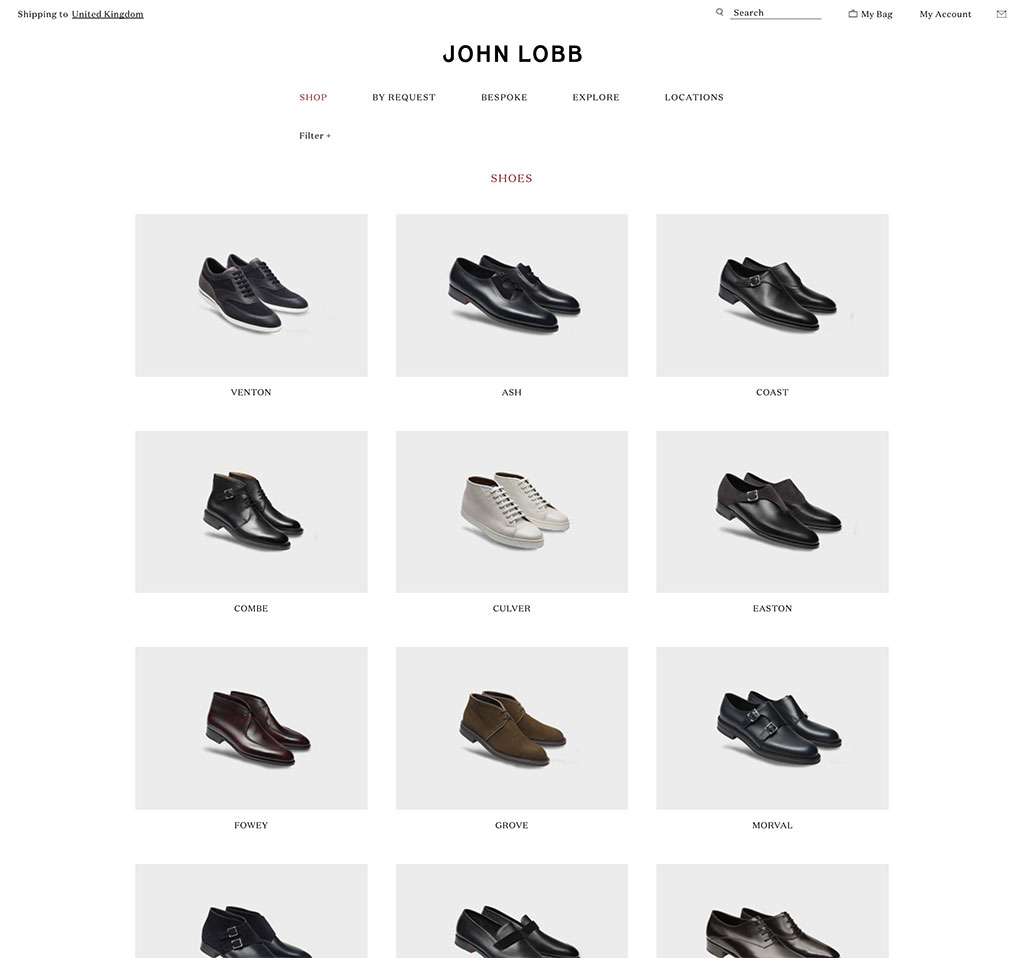 Shipping to United Kingdom
Search
My Bag
My Account
JOHN LOBB
SHOP
BY REQUEST
BESPOKE
EXPLORE
LOCATIONS
Filter +
SHOES
VENTON
ASH
COAST
COMBE
CULVER
EASTON
FOWEY
GROVE
MORVAL